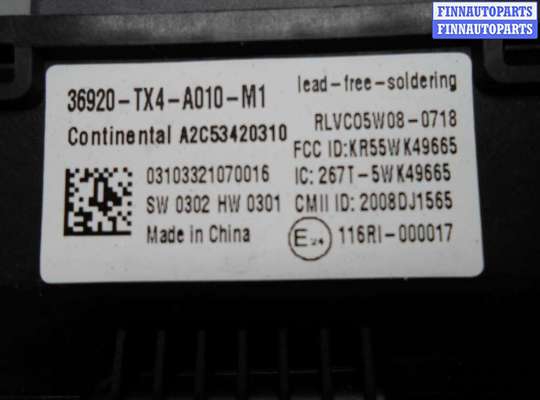 FINNAUTOPARTS
FINNAUTOPARTS
36920-TX4-A010-M1
lead-free-soldering
Continental A2C53420310
RLVC05W08-0718
FCC ID:KR55WK49665
03103321070016
IC: 267T-5WK49665
SW 0302 HW 0301
CMII ID: 2008DJ1565
Made in China
E24
116RI-000017